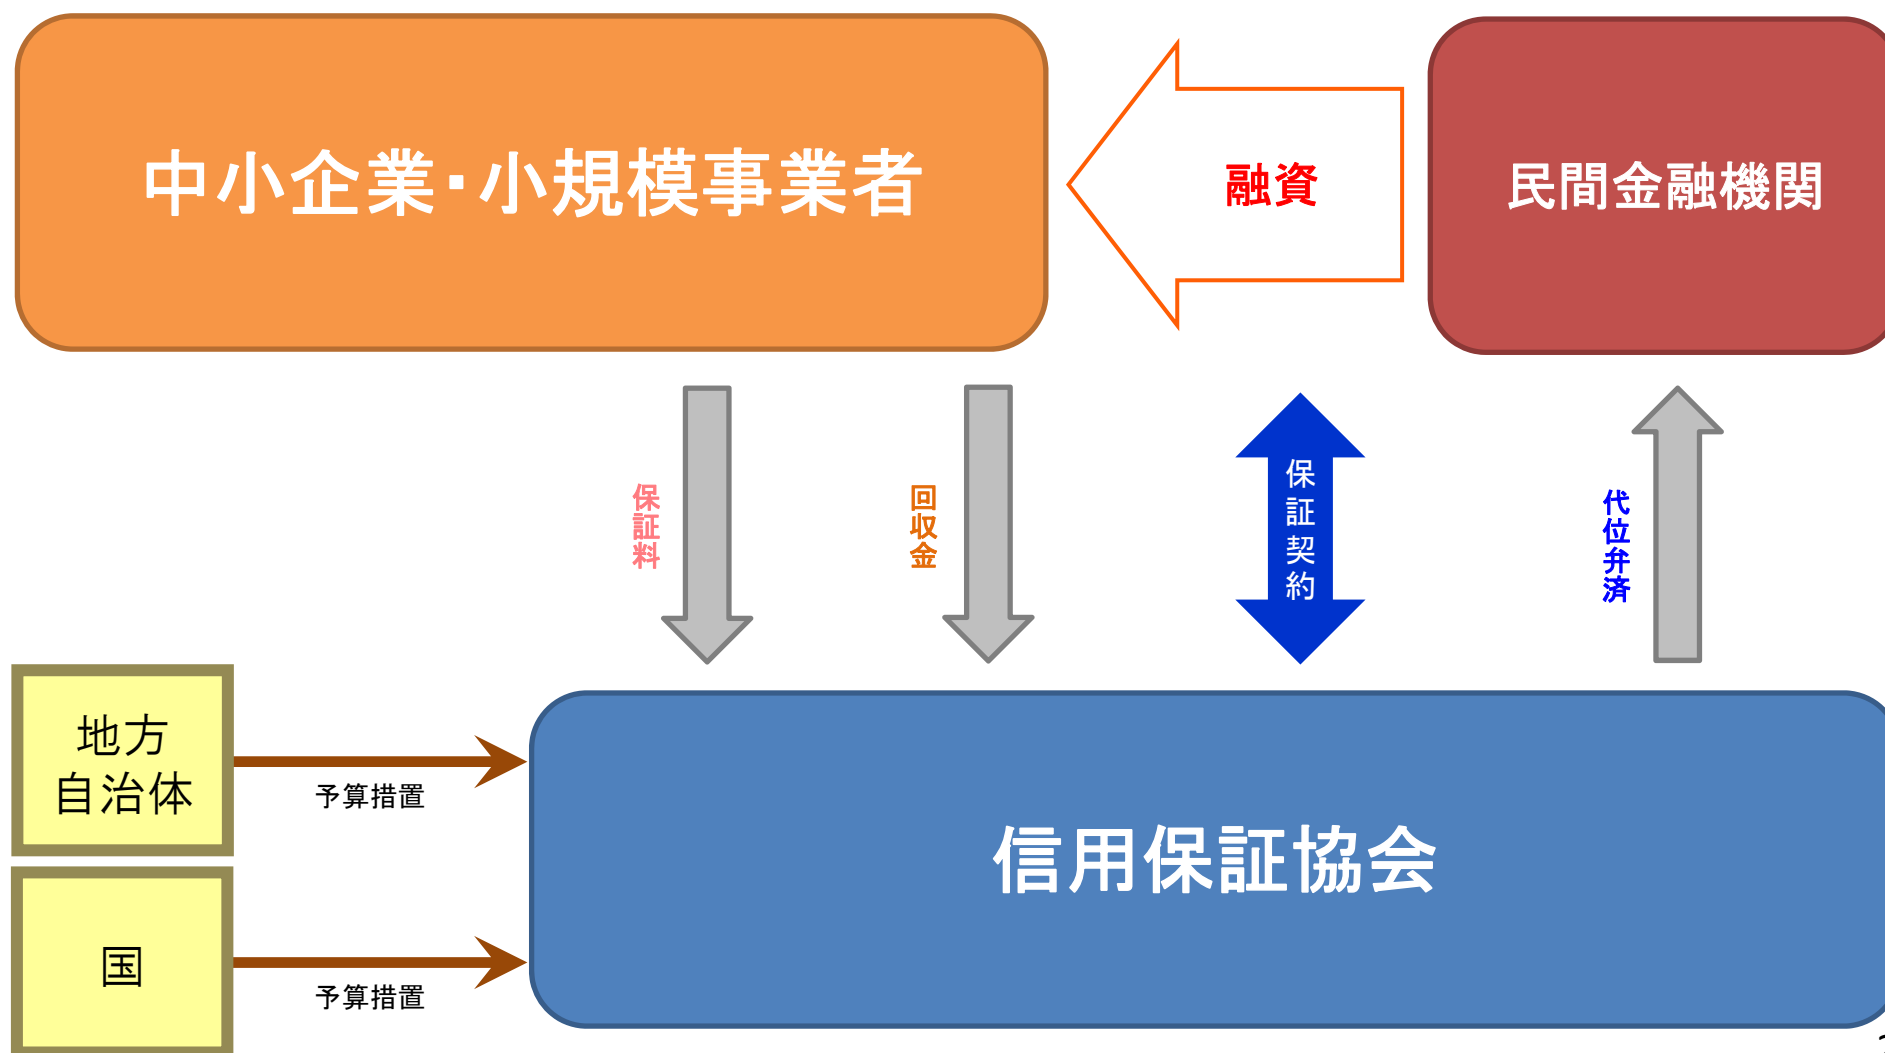 中小企業・小規模事業者
融資
民間金融機関
保証料
回収金
保証契約
代位弁済
地方
自治体
予算措置
信用保証協会
国
予算措置